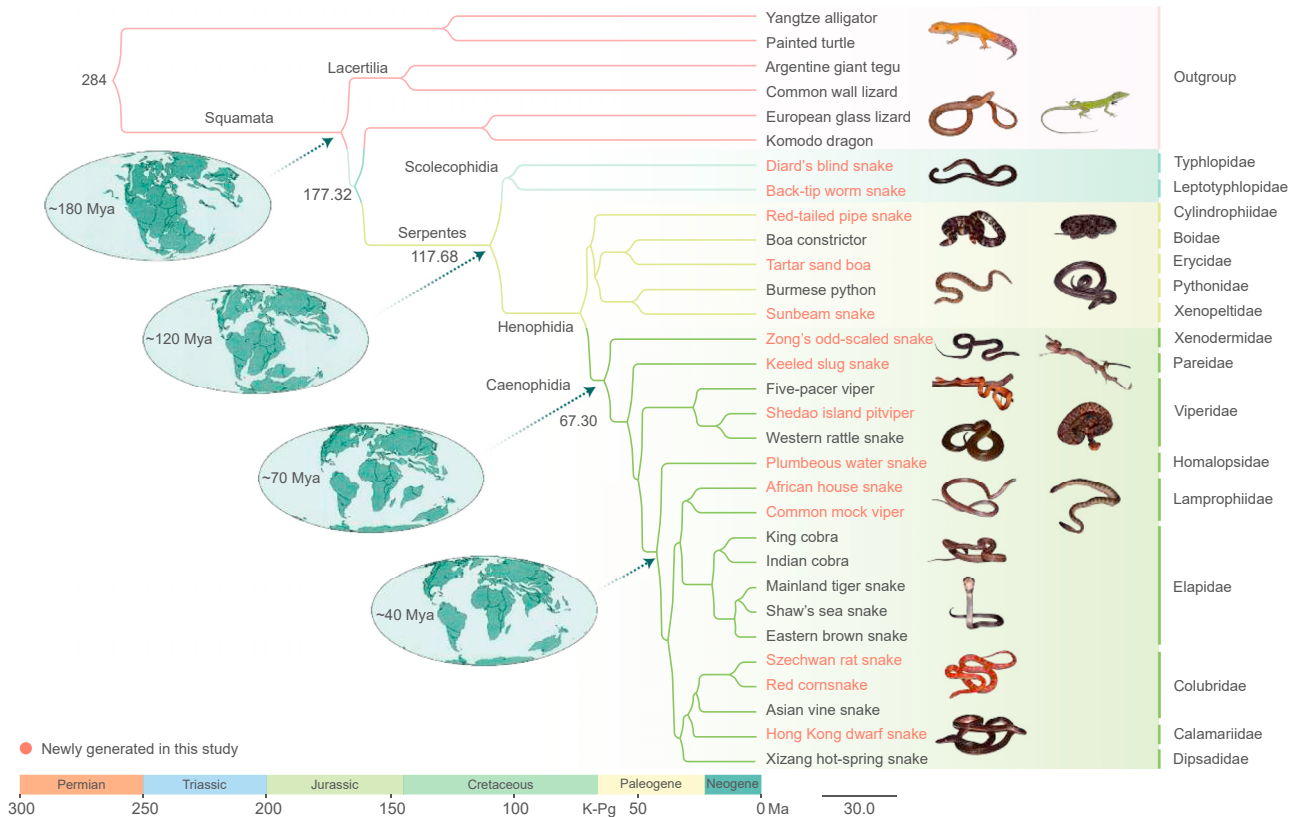 Yangtze alligator
Painted turtle
Argentine giant tegu
Common wall lizard
European glass lizard
Komodo dragon
Diard's blind snake
Back-tip worm snake
Red-tailed pipe snake
Boa constrictor
Tartar sand boa
Burmese python
Sunbeam snake
Zong's odd-scaled snake
Keeled slug snake
Five-pacer viper
Shedao island pitviper
Western rattle snake
Plumbeous water snake
African house snake
Common mock viper
King cobra
Indian cobra
Mainland tiger snake
Shaw's sea snake
Eastern brown snake
Szechwan rat snake
Red cornsnake
Asian vine snake
Hong Kong dwarf snake
Xizang hot-spring snake
Outgroup
Typhlopidae
Leptotyphlopidae
Cylindrophiidae
Boidae
Erycidae
Pythonidae
Xenopeltidae
Xenodermidae
Pareidae
Viperidae
Homalopsidae
Lamprophiidae
Elapidae
Colubridae
Calamariidae
Dipsadidae
284
Lacertilia
Squamata
Scolecophidia
177.32
Serpentes
117.68
Henophidia
Caenophidia
67.30
~180 Mya
~120 Mya
~70 Mya
~40 Mya
Newly generated in this study
Permian Triassic Jurassic Cretaceous Paleogene Neogene
300 250 200 150 100 K-Pg 50 0 Ma 30.0